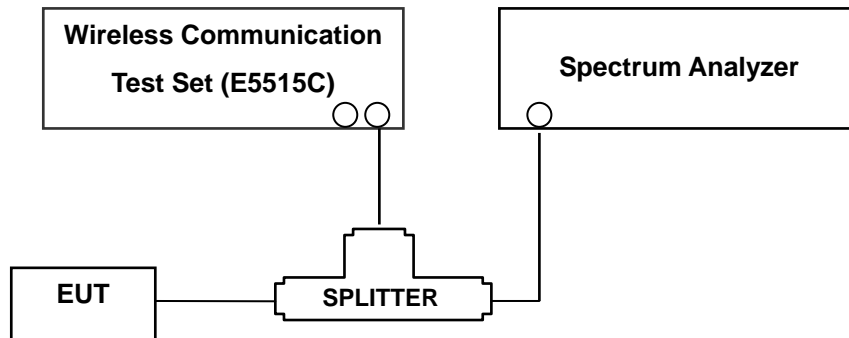 Wireless Communication
Test Set (E5515C)
Spectrum Analyzer
EUT
SPLITTER